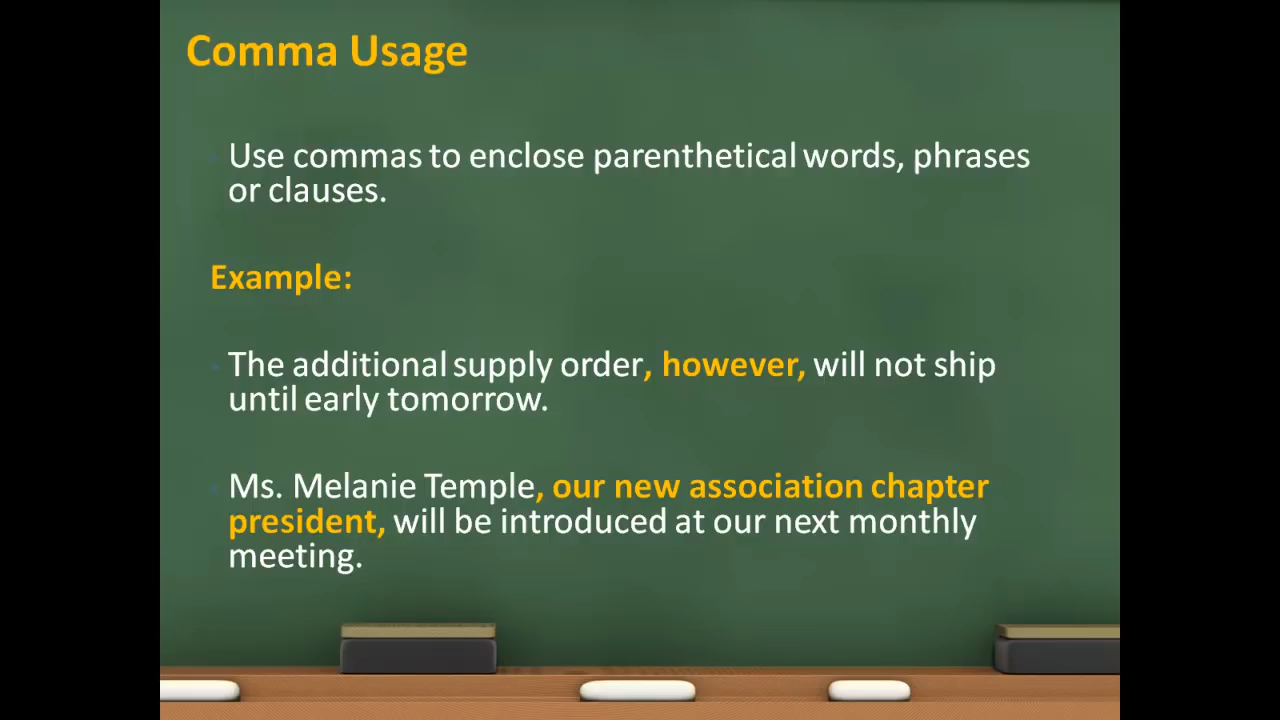 Comma Usage
Use commas to enclose parenthetical words, phrases
or clauses.
Example:
The additional supply order, however, will not ship
until early tomorrow.
Ms. Melanie Temple, our new association chapter
president, will be introduced at our next monthly
meeting.